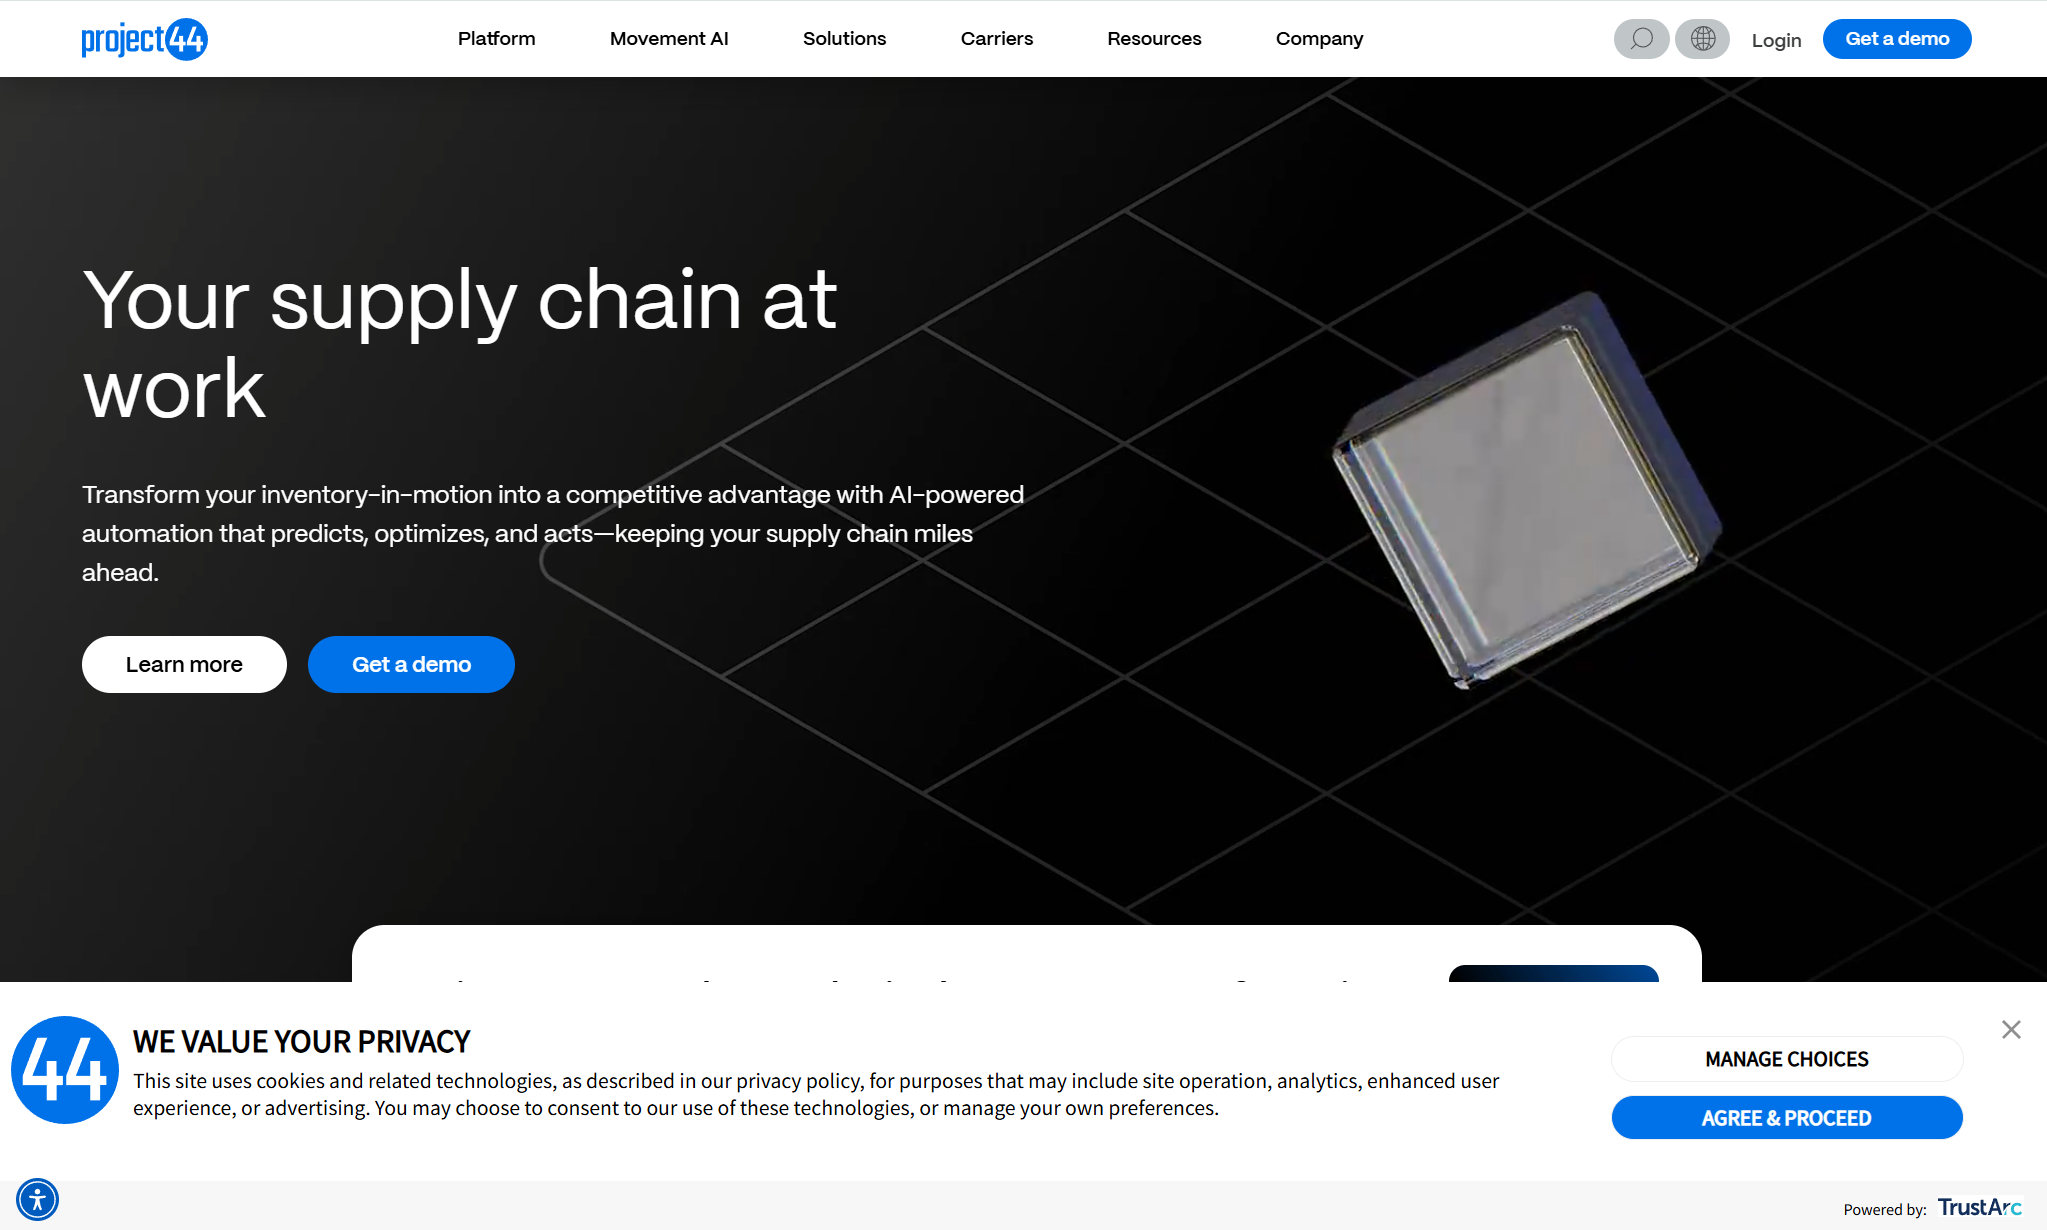 project44
Platform
Movement AI
Solutions
Carriers
Resources
Company
Login
Get a demo
Your supply chain at
work
Transform your inventory-in-motion into a competitive advantage with AI-powered
automation that predicts, optimizes, and acts—keeping your supply chain miles
ahead.
Learn more
Get a demo
44
WE VALUE YOUR PRIVACY
This site uses cookies and related technologies, as described in our privacy policy, for purposes that may include site operation, analytics, enhanced user
experience, or advertising. You may choose to consent to our use of these technologies, or manage your own preferences.
MANAGE CHOICES
AGREE & PROCEED
Powered by:
TrustArc